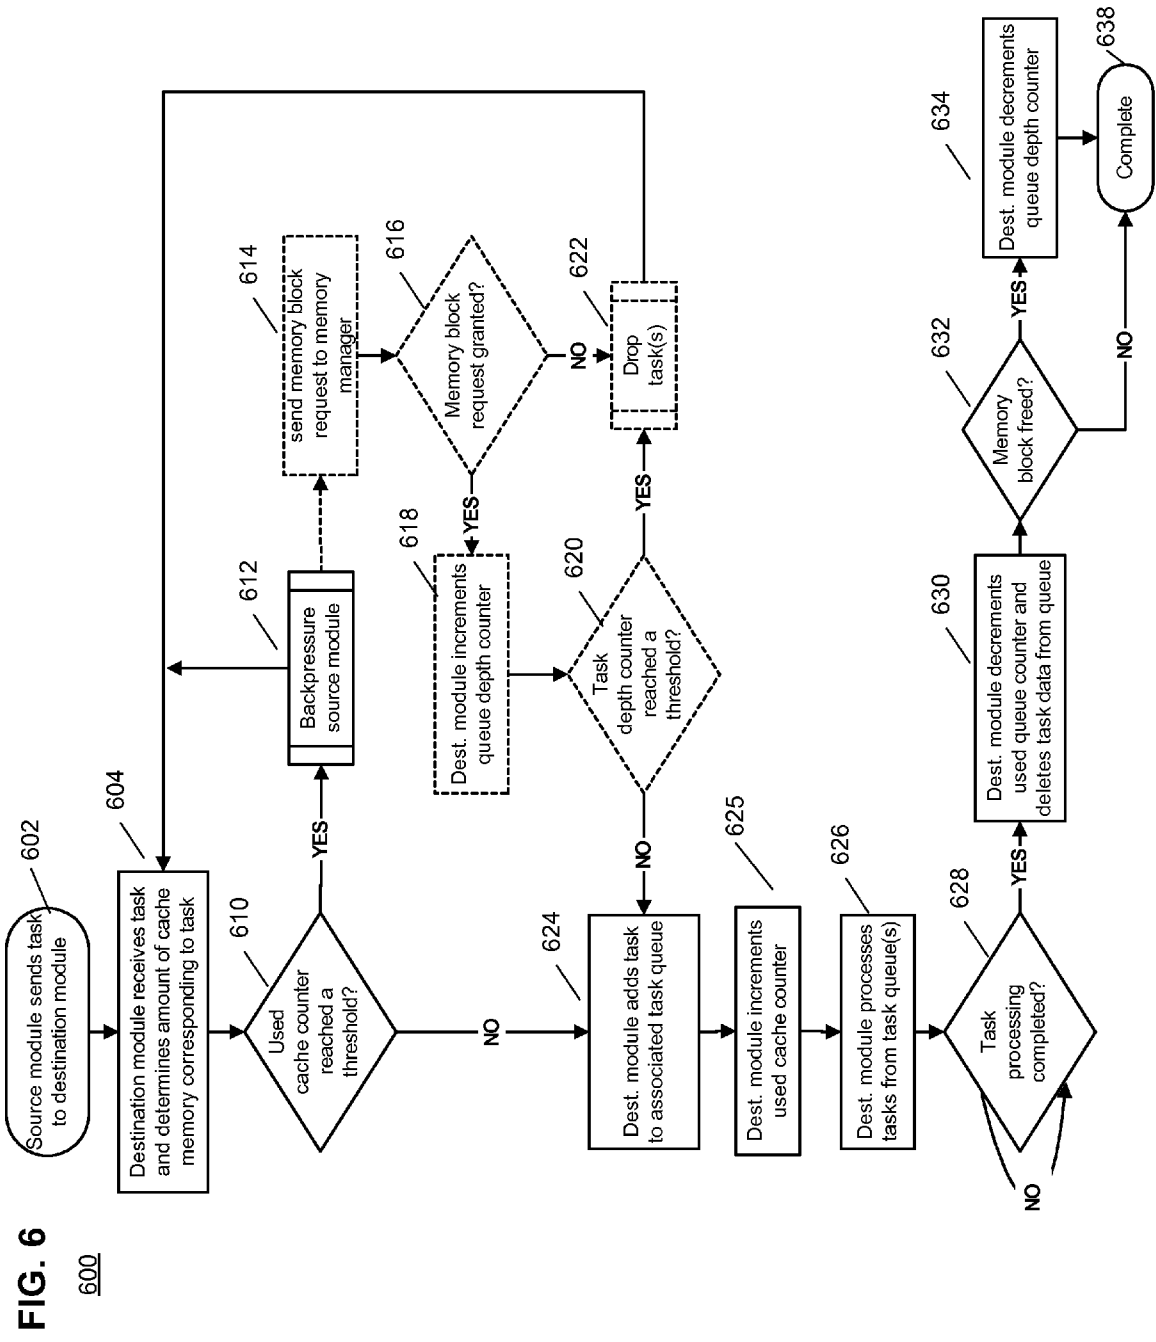 FIG. 6
600
602
Source module sends task
to destination module
604
Destination module receives task
and determines amount of cache
memory corresponding to task
610
Used
cache counter
reached a
threshold?
YES
NO
612
Backpressure
source module
614
send memory block
request to memory
manager
616
Memory block
request granted?
YES
NO
618
Dest. module increments
queue depth counter
620
Task
depth counter
reached a
threshold?
YES
NO
622
Drop
task(s)
624
Dest. module adds task
to associated task queue
625
Dest. module increments
used cache counter
626
Dest. module processes
tasks from task queue(s)
628
Task
processing
completed?
NO
YES
630
Dest. module decrements
used queue counter and
deletes task data from queue
632
Memory
block freed?
YES
NO
634
Dest. module decrements
queue depth counter
638
Complete